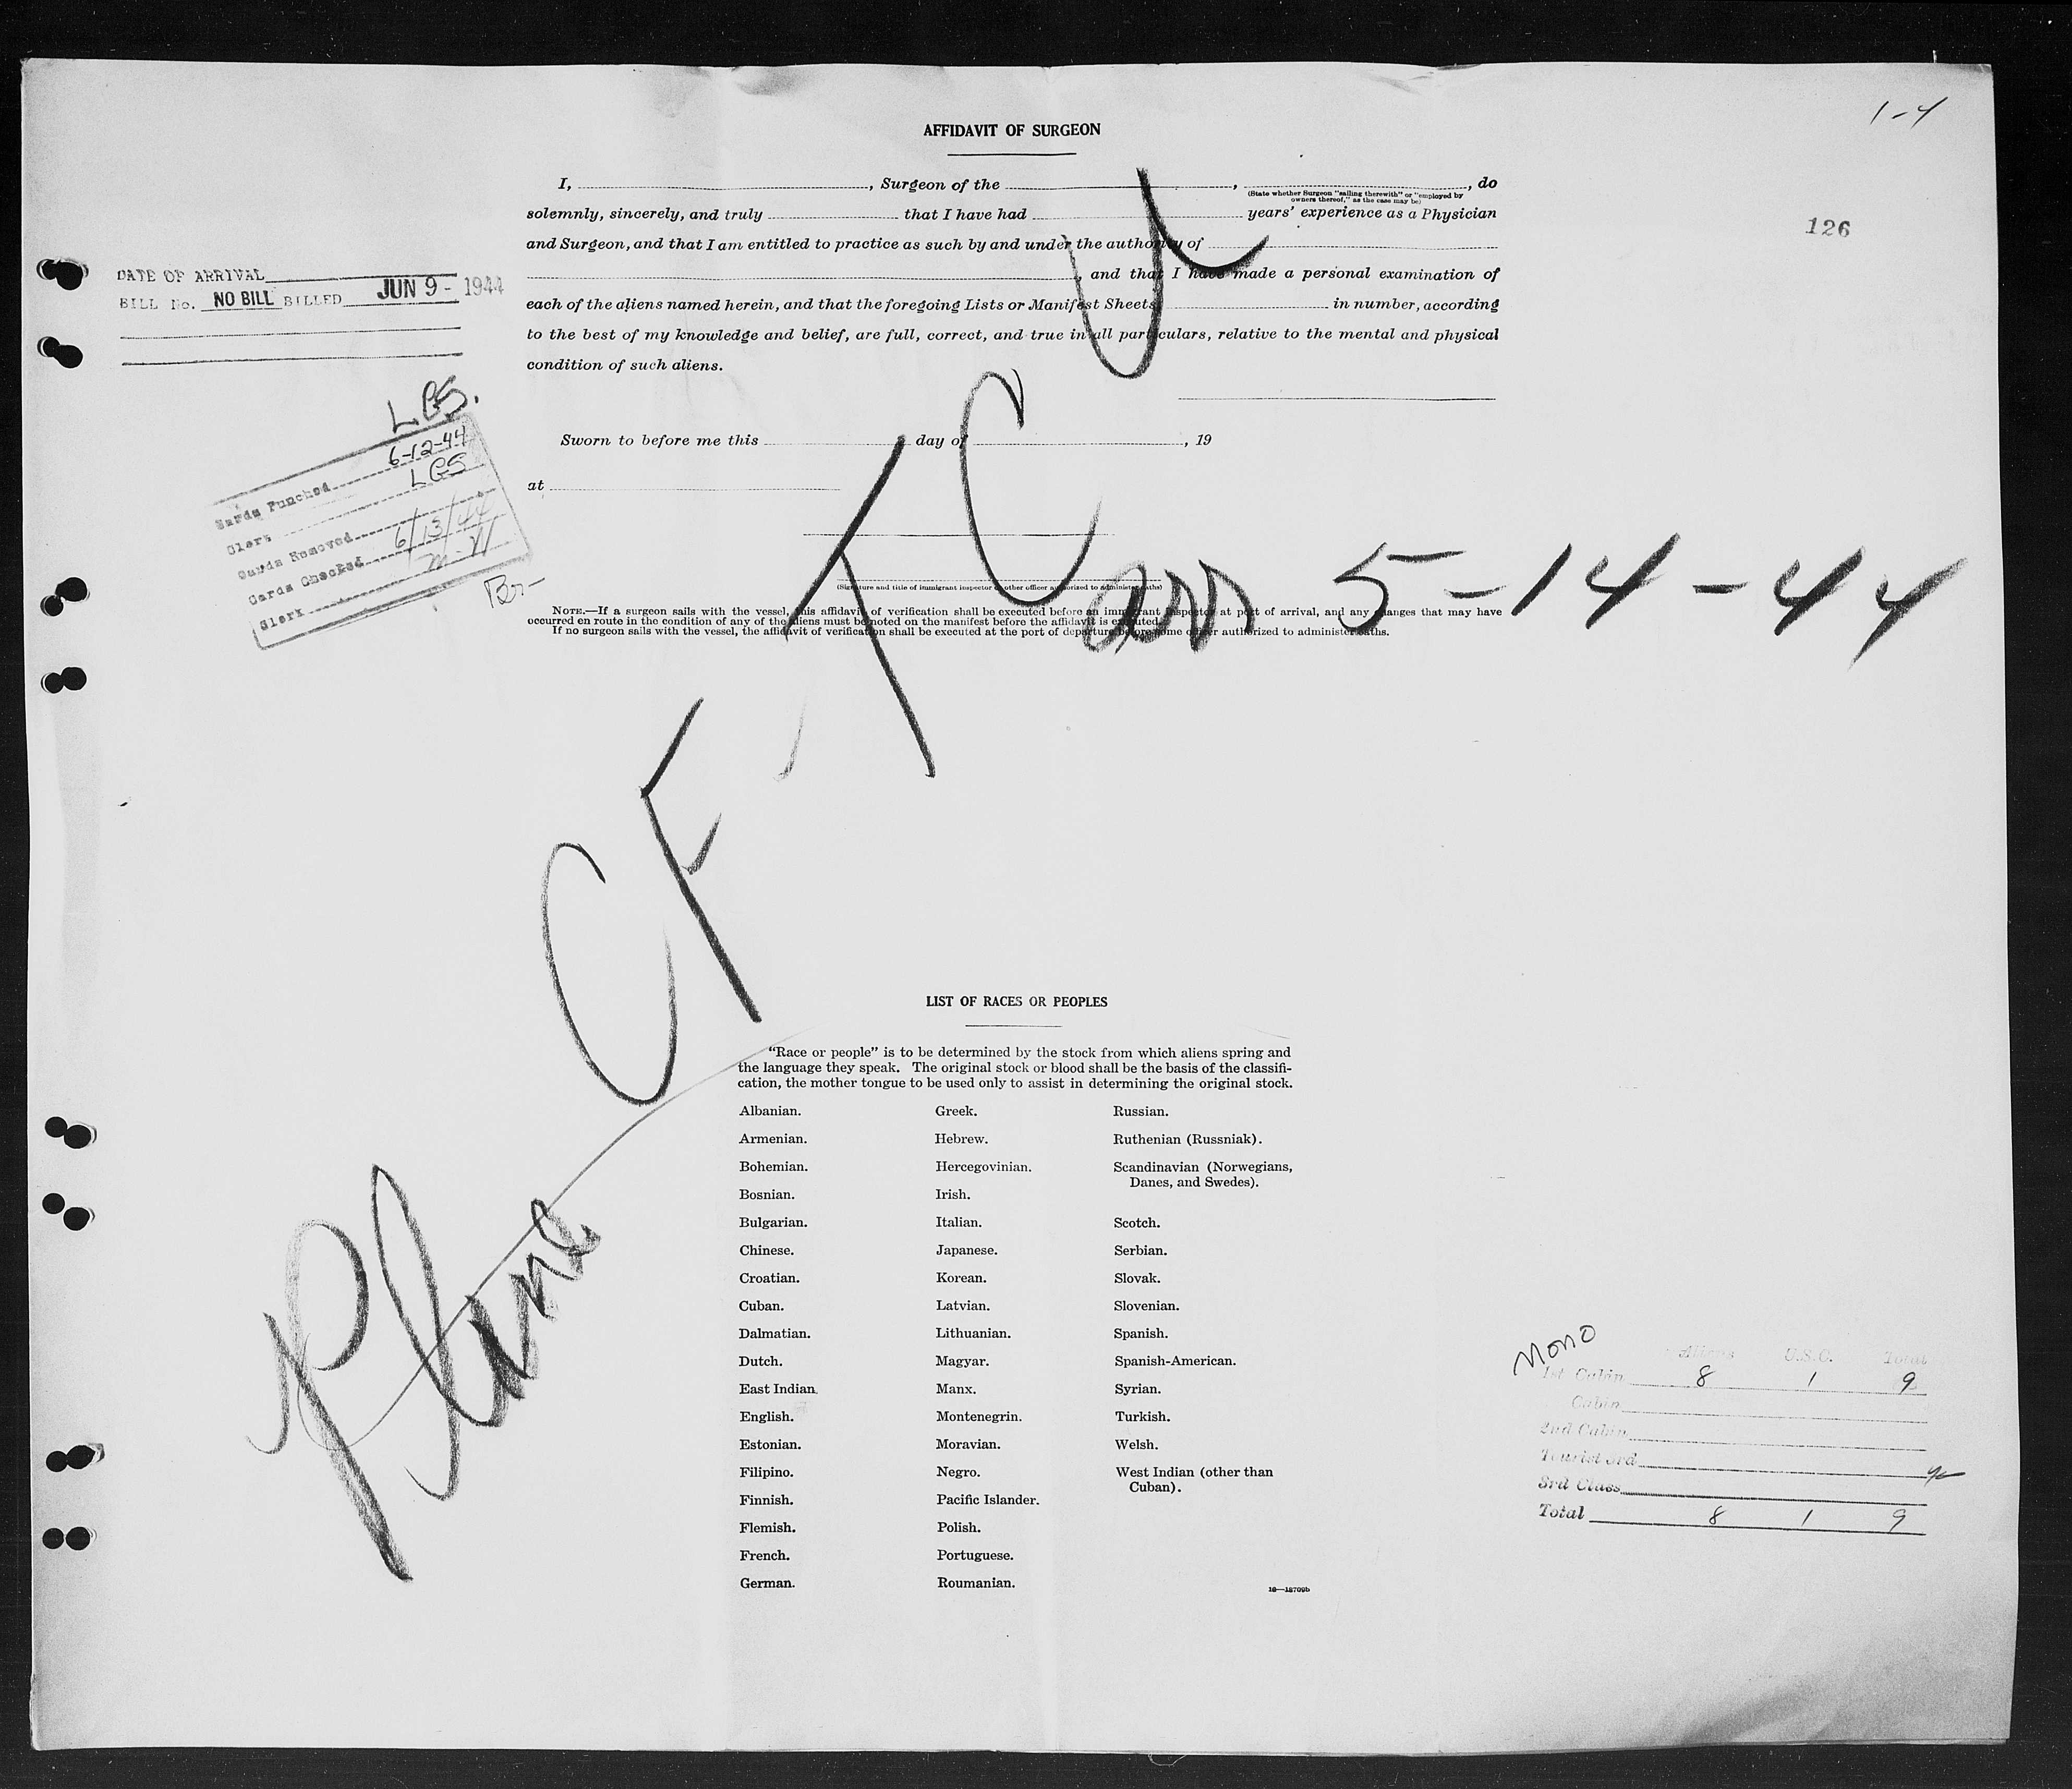 1-4
126
AFFIDAVIT OF SURGEON
I, , Surgeon of the , , do
(State whether Surgeon "sailing therewith" or "employed by
owners thereof," as the case may be)
solemnly, sincerely, and truly that I have had years' experience as a Physician
and Surgeon, and that I am entitled to practice as such by and under the authority of
, and that I have made a personal examination of
each of the aliens named herein, and that the foregoing Lists or Manifest Sheets, in number, according
to the best of my knowledge and belief, are full, correct, and true in all particulars, relative to the mental and physical
condition of such aliens.
Sworn to before me this day of , 19
at
(Signature and title of immigrant inspector or other officer authorized to administer oaths)
NOTE.—If a surgeon sails with the vessel, this affidavit of verification shall be executed before an immigrant inspector at port of arrival, and any changes that may have
occurred en route in the condition of any of the aliens must be noted on the manifest before the affidavit is executed.
If no surgeon sails with the vessel, the affidavit of verification shall be executed at the port of departure before some officer authorized to administer oaths.
DATE OF ARRIVAL
BILL No. NO BILL BILLED JUN 9 - 1944
LGS.
Cards Punched 6-12-44
Clerk LGS
Cards Removed
Cards Checked 6/13/44
Clerk M.W
Br-
Plane CF-TCU
arr 5-14-44
LIST OF RACES OR PEOPLES
"Race or people" is to be determined by the stock from which aliens spring and
the language they speak. The original stock or blood shall be the basis of the classifi-
cation, the mother tongue to be used only to assist in determining the original stock.
Albanian.
Armenian.
Bohemian.
Bosnian.
Bulgarian.
Chinese.
Croatian.
Cuban.
Dalmatian.
Dutch.
East Indian.
English.
Estonian.
Filipino.
Finnish.
Flemish.
French.
German.
Greek.
Hebrew.
Hercegovinian.
Irish.
Italian.
Japanese.
Korean.
Latvian.
Lithuanian.
Magyar.
Manx.
Montenegrin.
Moravian.
Negro.
Pacific Islander.
Polish.
Portuguese.
Roumanian.
Russian.
Ruthenian (Russniak).
Scandinavian (Norwegians,
Danes, and Swedes).
Scotch.
Serbian.
Slovak.
Slovenian.
Spanish.
Spanish-American.
Syrian.
Turkish.
Welsh.
West Indian (other than
Cuban).
16—18709b
Mono
Aliens U.S.C. Total
1st Cabin 8 1 9
Cabin
2nd Cabin
Tourist 3rd
3rd Class
Total 8 1 9